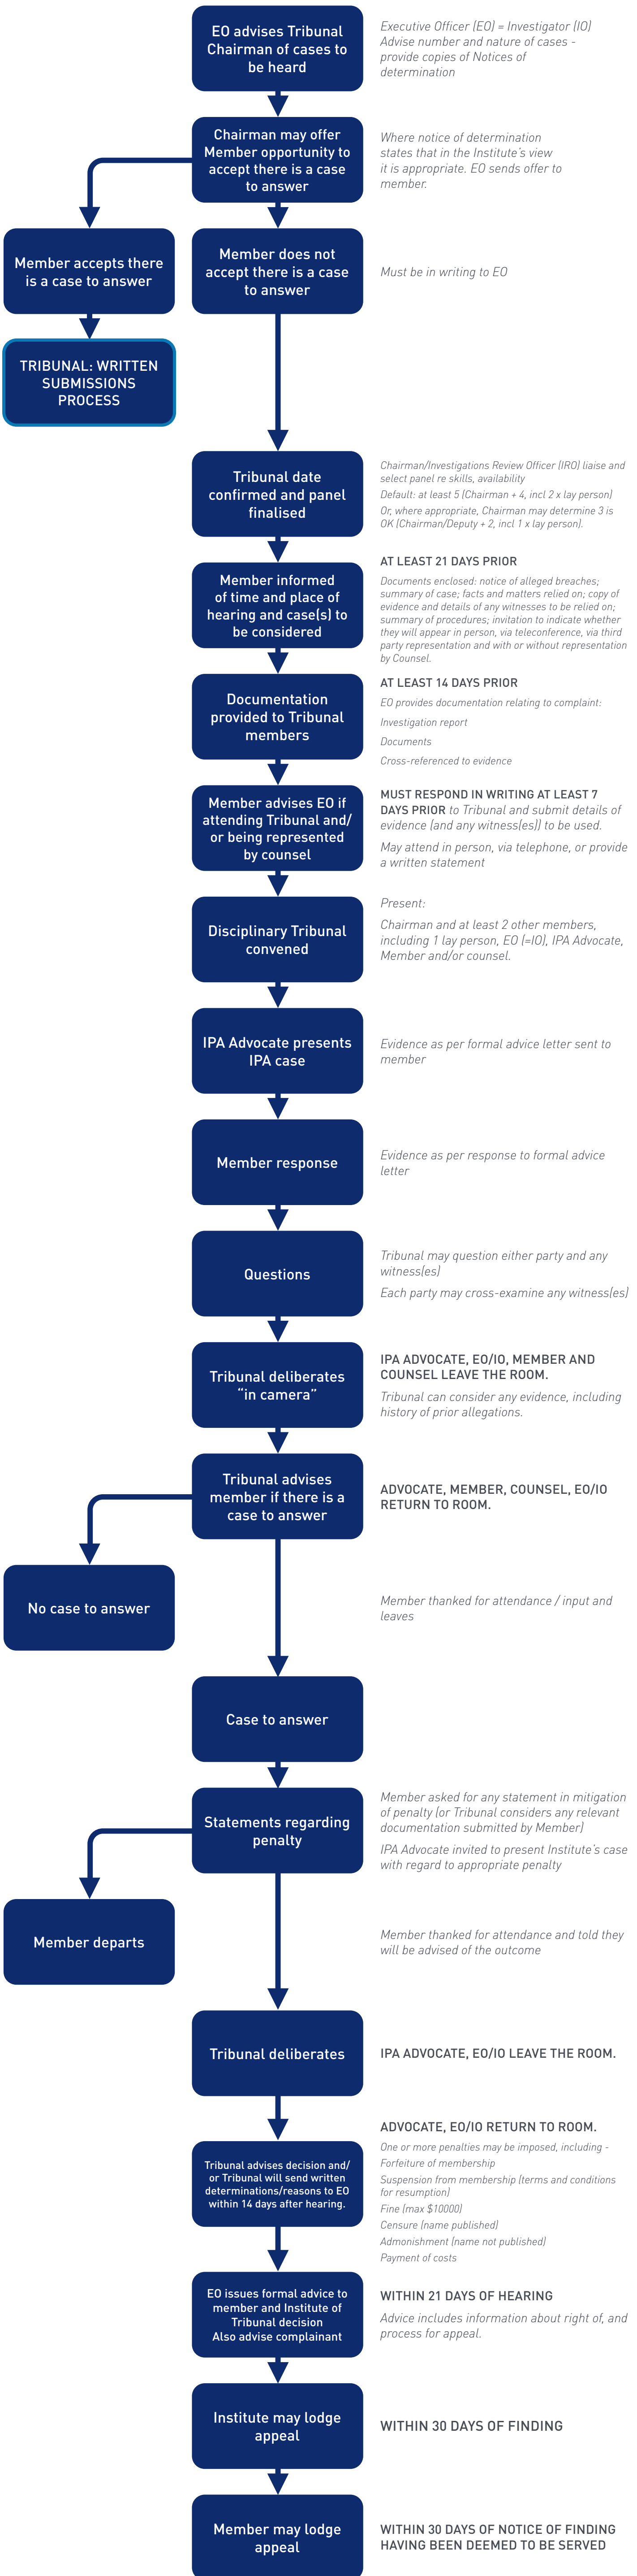 EO advises Tribunal
Chairman of cases to
be heard
Executive Officer (EO) = Investigator (IO)
Advise number and nature of cases -
provide copies of Notices of
determination
Chairman may offer
Member opportunity to
accept there is a case
to answer
Where notice of determination
states that in the Institute's view
it is appropriate. EO sends offer to
member.
Member accepts there
is a case to answer
Member does not
accept there is a case
to answer
Must be in writing to EO
TRIBUNAL: WRITTEN
SUBMISSIONS
PROCESS
Tribunal date
confirmed and panel
finalised
Chairman/Investigations Review Officer (IRO) liaise and
select panel re skills, availability
Default: at least 5 (Chairman + 4, incl 2 x lay person)
Or, where appropriate, Chairman may determine 3 is
OK (Chairman/Deputy + 2, incl 1 x lay person).
Member informed
of time and place of
hearing and case(s) to
be considered
AT LEAST 21 DAYS PRIOR
Documents enclosed: notice of alleged breaches;
summary of case; facts and matters relied on; copy of
evidence and details of any witnesses to be relied on;
summary of procedures; invitation to indicate whether
they will appear in person, via teleconference, via third
party representation and with or without representation
by Counsel.
Documentation
provided to Tribunal
members
AT LEAST 14 DAYS PRIOR
EO provides documentation relating to complaint:
Investigation report
Documents
Cross-referenced to evidence
Member advises EO if
attending Tribunal and/
or being represented
by counsel
MUST RESPOND IN WRITING AT LEAST 7
DAYS PRIOR to Tribunal and submit details of
evidence (and any witness(es)) to be used.
May attend in person, via telephone, or provide
a written statement
Disciplinary Tribunal
convened
Present:
Chairman and at least 2 other members,
including 1 lay person, EO (=IO), IPA Advocate,
Member and/or counsel.
IPA Advocate presents
IPA case
Evidence as per formal advice letter sent to
member
Member response
Evidence as per response to formal advice
letter
Questions
Tribunal may question either party and any
witness(es)
Each party may cross-examine any witness(es)
Tribunal deliberates
"in camera"
IPA ADVOCATE, EO/IO, MEMBER AND
COUNSEL LEAVE THE ROOM.
Tribunal can consider any evidence, including
history of prior allegations.
Tribunal advises
member if there is a
case to answer
ADVOCATE, MEMBER, COUNSEL, EO/IO
RETURN TO ROOM.
No case to answer
Member thanked for attendance / input and
leaves
Case to answer
Statements regarding
penalty
Member asked for any statement in mitigation
of penalty (or Tribunal considers any relevant
documentation submitted by Member)
IPA Advocate invited to present Institute's case
with regard to appropriate penalty
Member departs
Member thanked for attendance and told they
will be advised of the outcome
Tribunal deliberates
IPA ADVOCATE, EO/IO LEAVE THE ROOM.
Tribunal advises decision and/
or Tribunal will send written
determinations/reasons to EO
within 14 days after hearing.
ADVOCATE, EO/IO RETURN TO ROOM.
One or more penalties may be imposed, including -
Forfeiture of membership
Suspension from membership (terms and conditions
for resumption)
Fine (max $10000)
Censure (name published)
Admonishment (name not published)
Payment of costs
EO issues formal advice to
member and Institute of
Tribunal decision
Also advise complainant
WITHIN 21 DAYS OF HEARING
Advice includes information about right of, and
process for appeal.
Institute may lodge
appeal
WITHIN 30 DAYS OF FINDING
Member may lodge
appeal
WITHIN 30 DAYS OF NOTICE OF FINDING
HAVING BEEN DEEMED TO BE SERVED